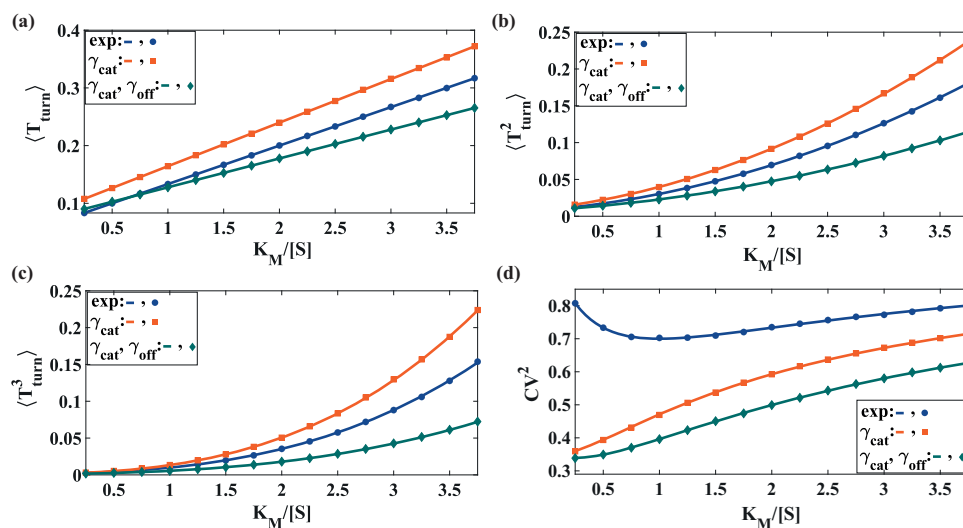 (a)
0.4
0.3
0.2
0.1
⟨T_turn⟩
exp:−,●
γ_cat:−,■
γ_cat, γ_off:−,◆
0.5 1 1.5 2 2.5 3 3.5
K_M/[S]
(b)
0.25
0.2
0.15
0.1
0.05
0
⟨T²_turn⟩
exp:−,●
γ_cat:−,■
γ_cat, γ_off:−,◆
0.5 1 1.5 2 2.5 3 3.5
K_M/[S]
(c)
0.25
0.2
0.15
0.1
0.05
0
⟨T³_turn⟩
exp:−,●
γ_cat:−,■
γ_cat, γ_off:−,◆
0.5 1 1.5 2 2.5 3 3.5
K_M/[S]
(d)
0.8
0.7
0.6
0.5
0.4
0.3
CV²
exp:−,●
γ_cat:−,■
γ_cat, γ_off:−,◆
0.5 1 1.5 2 2.5 3 3.5
K_M/[S]